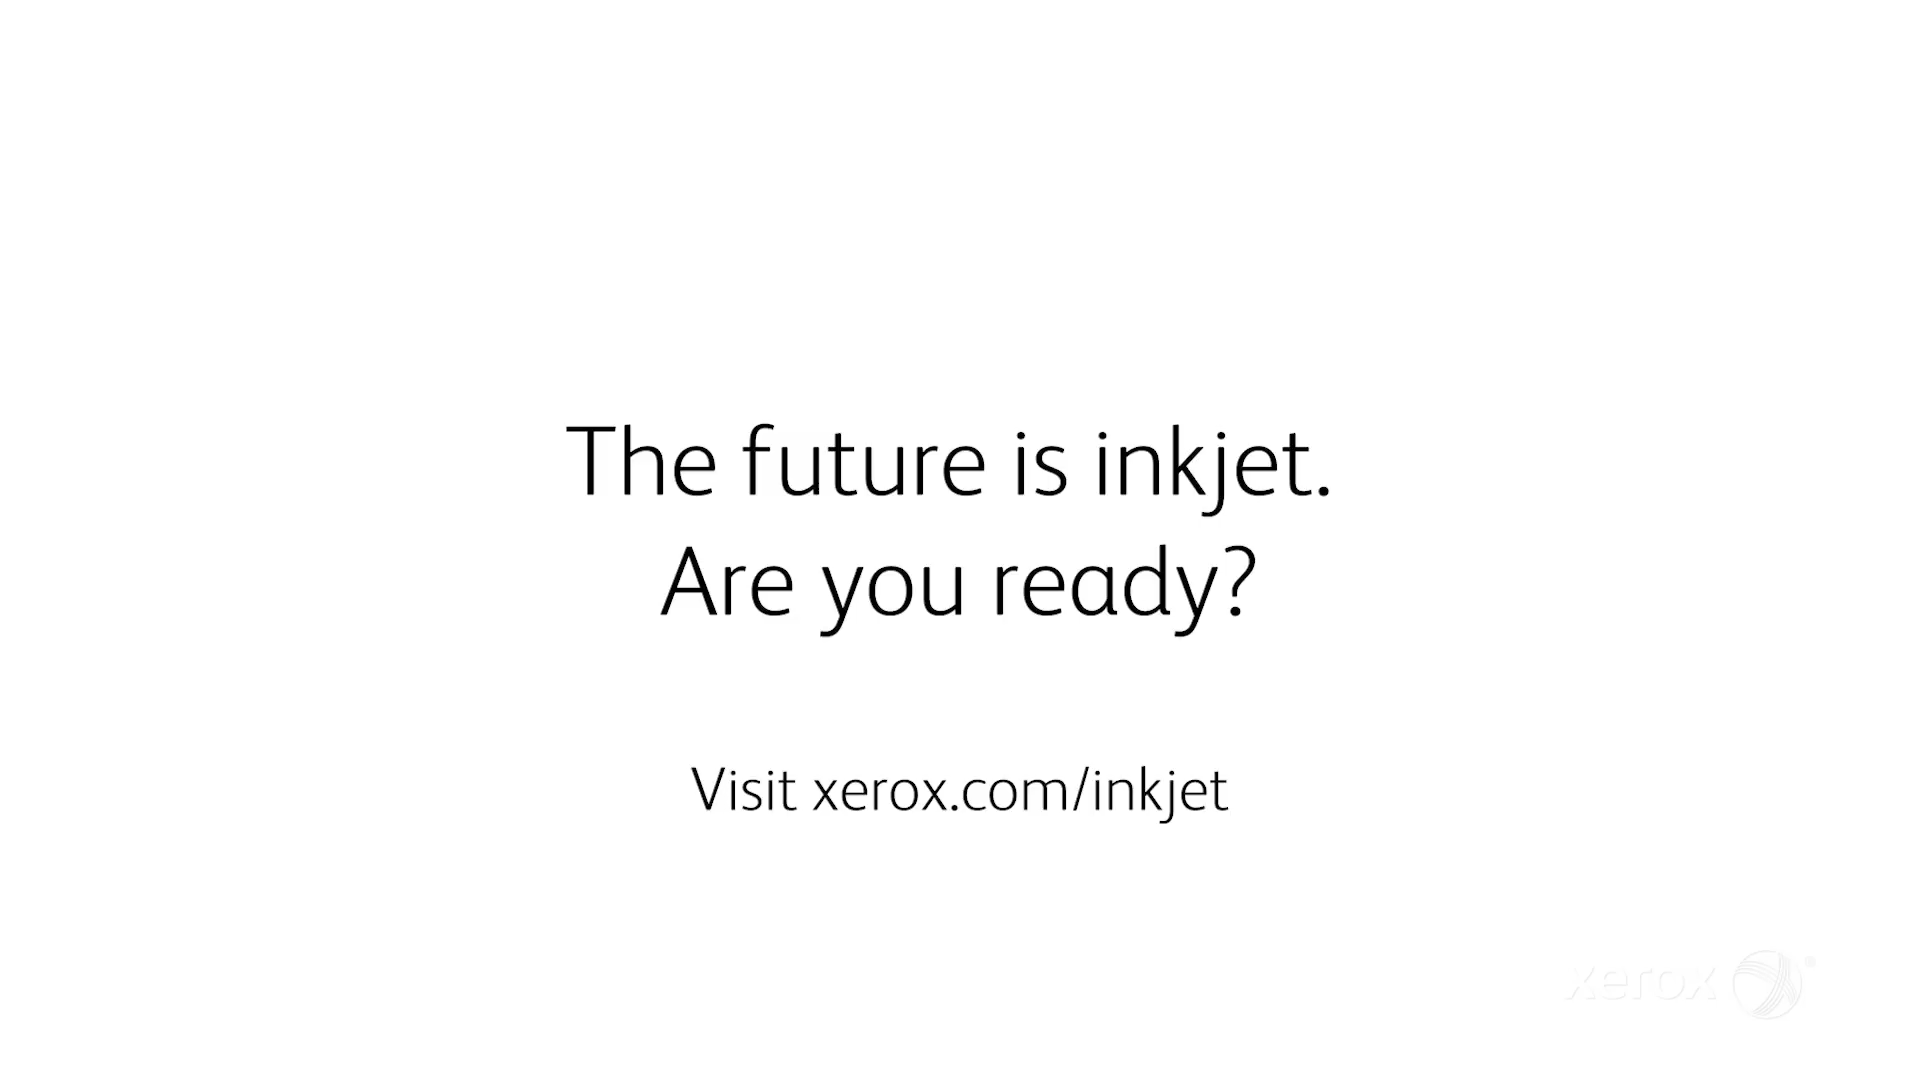 The future is inkjet.
Are you ready?
Visit xerox.com/inkjet
xerox ®